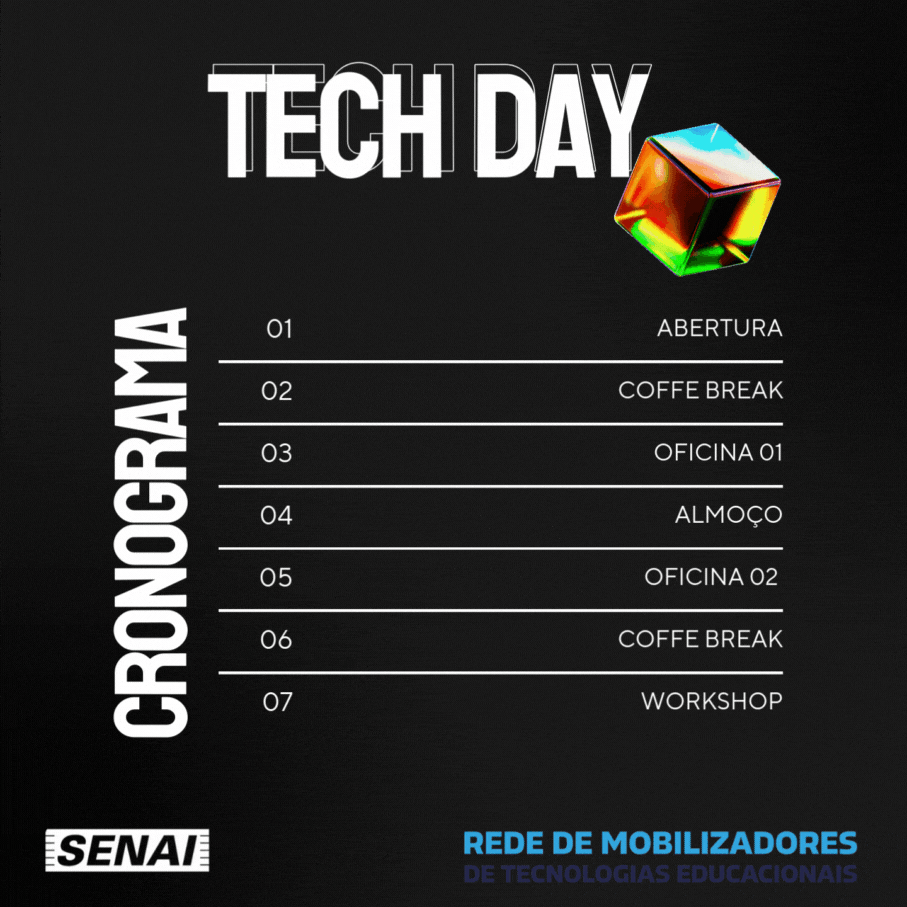 TECH DAY
CRONOGRAMA
01 ABERTURA
02 COFFE BREAK
03 OFICINA 01
04 ALMOÇO
05 OFICINA 02
06 COFFE BREAK
07 WORKSHOP
SENAI
REDE DE MOBILIZADORES
DE TECNOLOGIAS EDUCACIONAIS